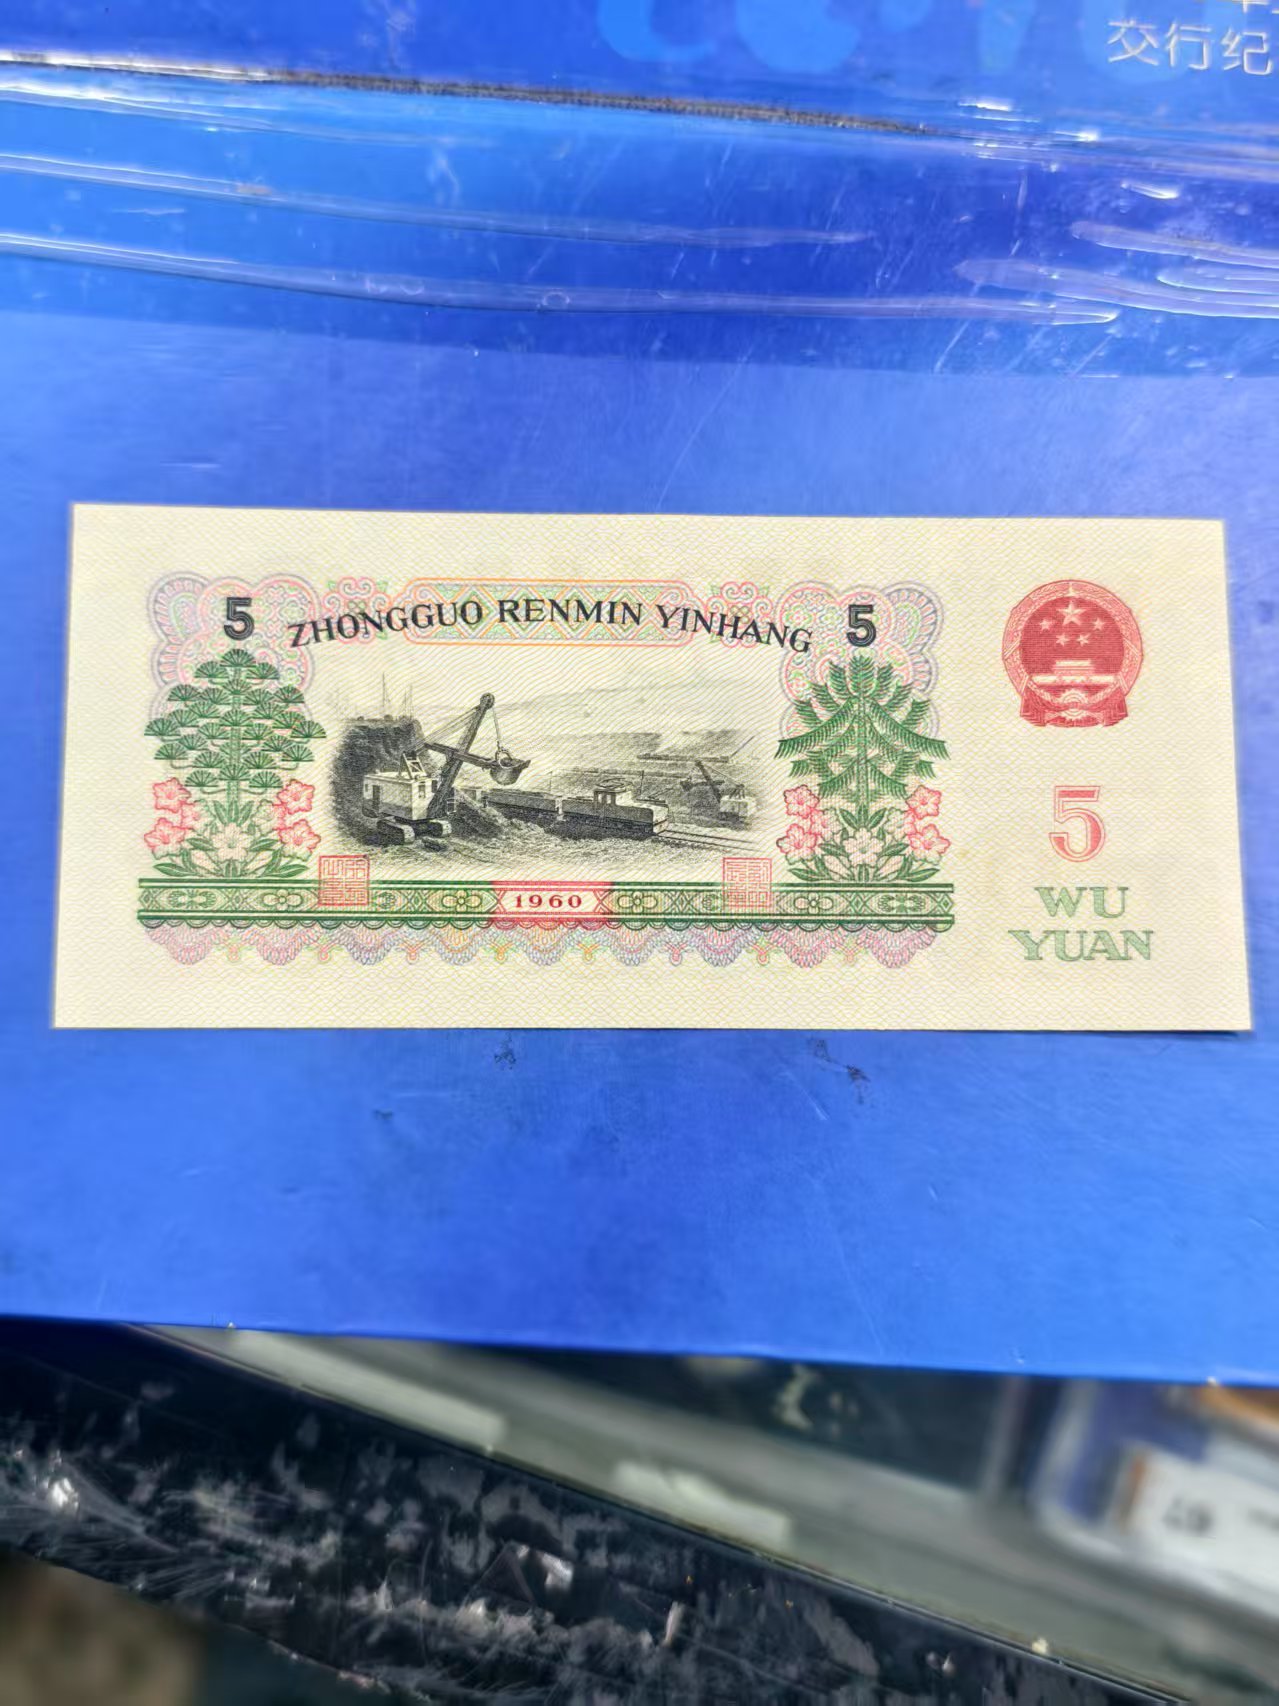 交行纪
5 ZHONGGUO RENMIN YINHANG 5
5
1960
WU
YUAN